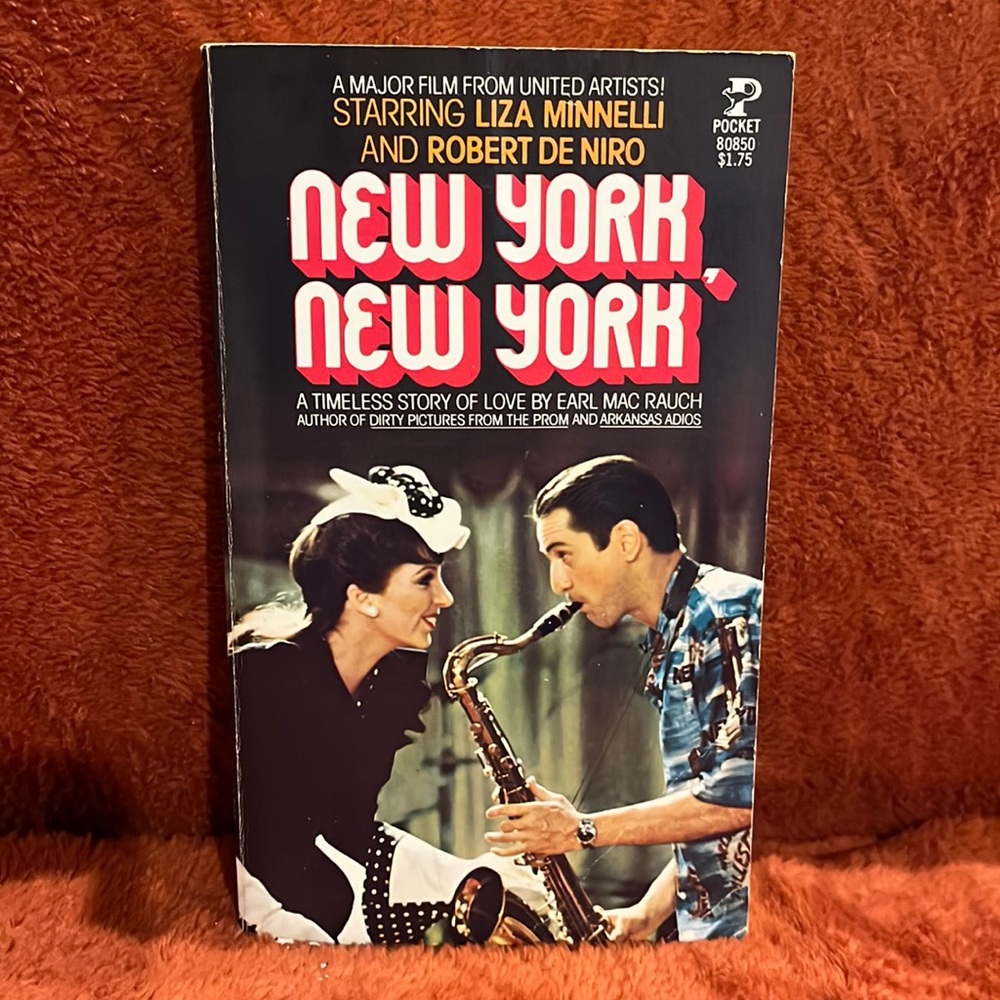 A MAJOR FILM FROM UNITED ARTISTS!
STARRING LIZA MINNELLI
AND ROBERT DE NIRO
P
POCKET
80850
$1.75
NEW YORK,
NEW YORK
A TIMELESS STORY OF LOVE BY EARL MAC RAUCH
AUTHOR OF DIRTY PICTURES FROM THE PROM AND ARKANSAS ADIOS